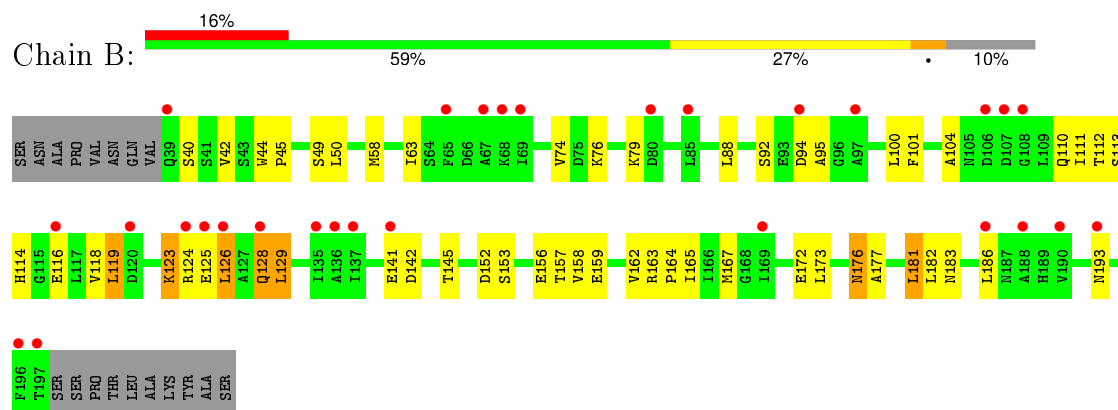 16%
Chain B:
59% 27% • 10%
SER ASN ALA PRO VAL ASN GLN VAL Q39 S40 S41 V42 S43 W44 P45 S49 L50 M58 I63 S64 F65 D66 A67 K68 I69 V74 D75 K76 K79 D80 L85 L88 S92 E93 D94 A95 G96 A97 L100 F101 A104 N105 D106 D107 G108 L109 Q110 I111 T112 S113
H114 G115 E116 L117 V118 L119 D120 K123 R124 E125 L126 A127 Q128 L129 I135 A136 I137 E141 D142 T145 D152 S153 E156 T157 V158 E159 V162 R163 P164 I165 I166 M167 G168 I169 E172 L173 N176 A177 L181 L182 N183 L186 N187 A188 H189 V190 N193
F196 T197 SER SER PRO THR LEU ALA LYS TYR ALA SER